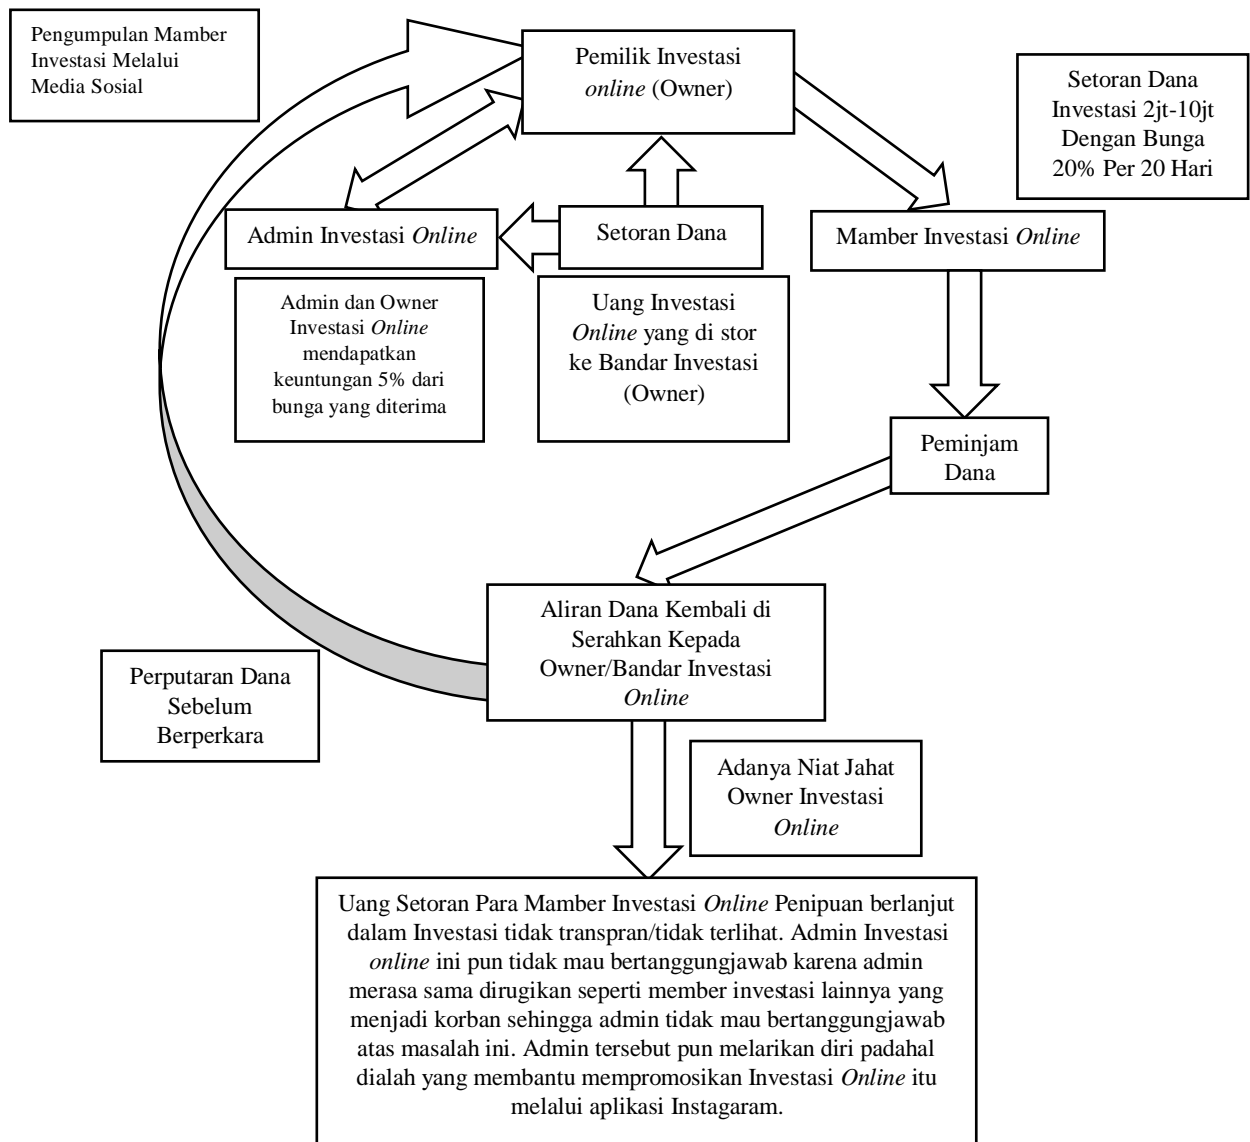 Pengumpulan Mamber
Investasi Melalui
Media Sosial
Pemilik Investasi
online (Owner)
Setoran Dana
Investasi 2jt-10jt
Dengan Bunga
20% Per 20 Hari
Admin Investasi Online
Setoran Dana
Mamber Investasi Online
Admin dan Owner
Investasi Online
mendapatkan
keuntungan 5% dari
bunga yang diterima
Uang Investasi
Online yang di stor
ke Bandar Investasi
(Owner)
Peminjam
Dana
Aliran Dana Kembali di
Serahkan Kepada
Owner/Bandar Investasi
Online
Perputaran Dana
Sebelum
Berperkara
Adanya Niat Jahat
Owner Investasi
Online
Uang Setoran Para Mamber Investasi Online Penipuan berlanjut
dalam Investasi tidak transpran/tidak terlihat. Admin Investasi
online ini pun tidak mau bertanggungjawab karena admin
merasa sama dirugikan seperti member investasi lainnya yang
menjadi korban sehingga admin tidak mau bertanggungjawab
atas masalah ini. Admin tersebut pun melarikan diri padahal
dialah yang membantu mempromosikan Investasi Online itu
melalui aplikasi Instagaram.